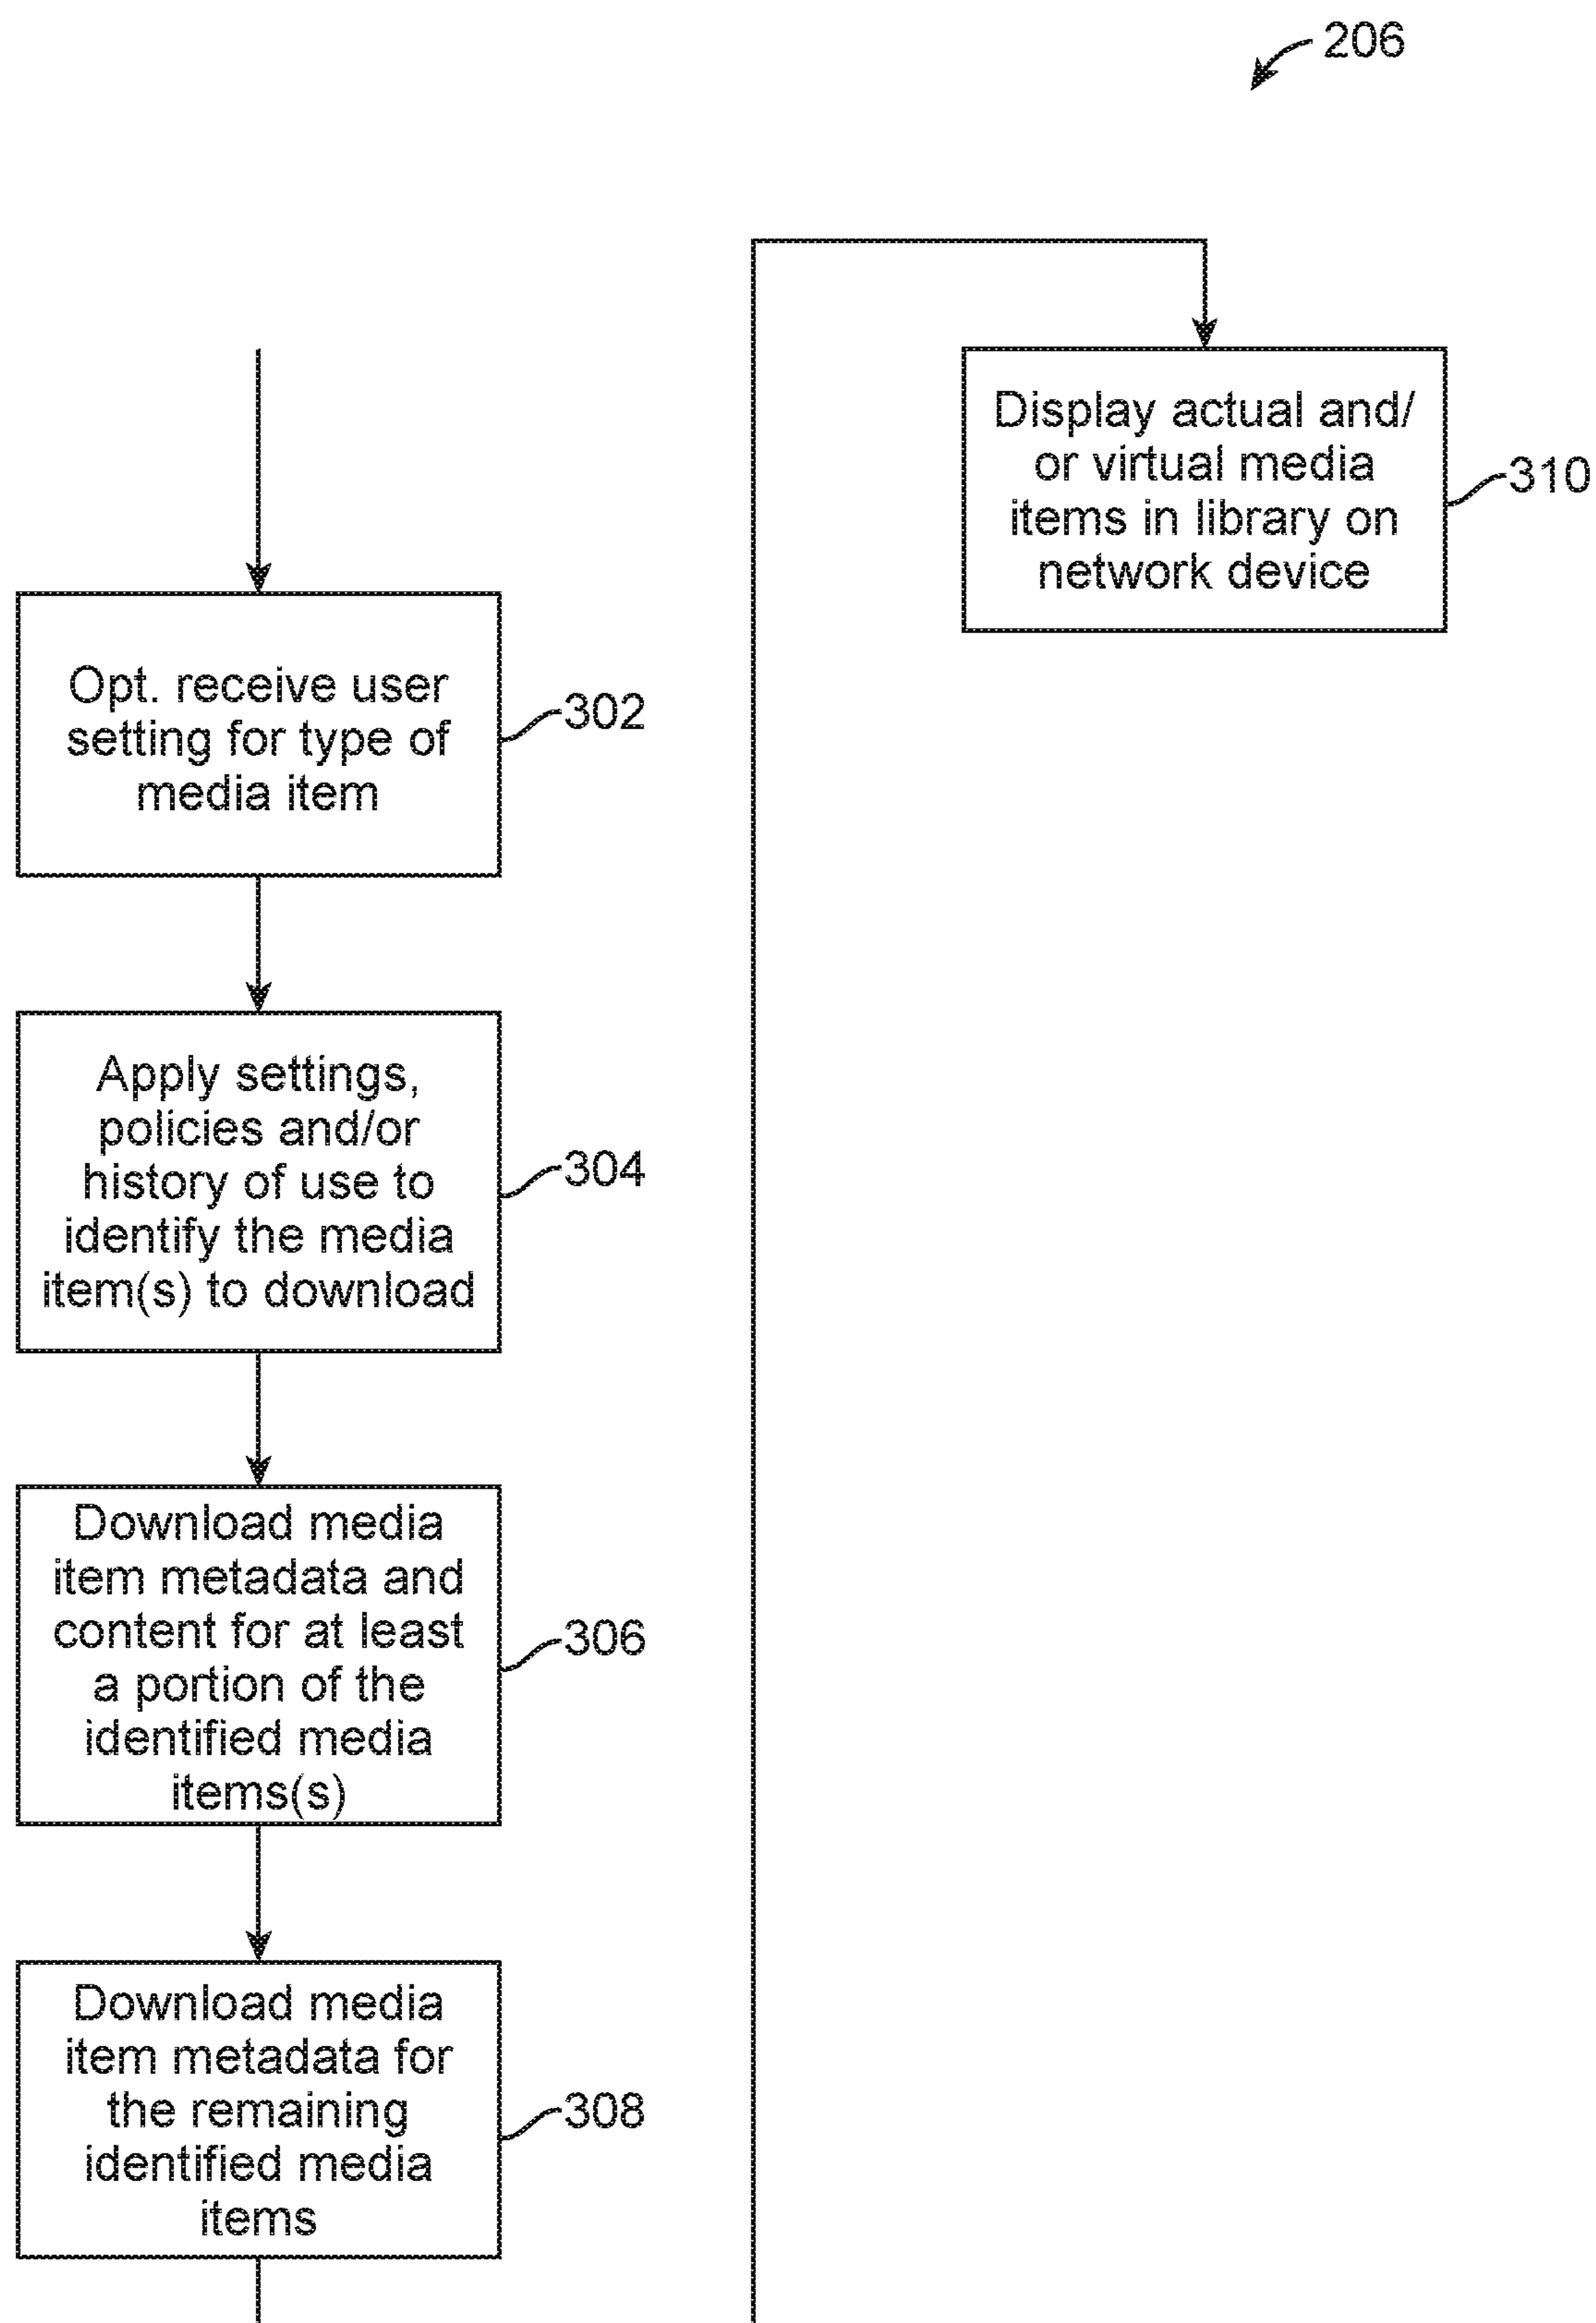 206
Opt. receive user
setting for type of
media item
302
Apply settings,
policies and/or
history of use to
identify the media
item(s) to download
304
Download media
item metadata and
content for at least
a portion of the
identified media
items(s)
306
Download media
item metadata for
the remaining
identified media
items
308
Display actual and/
or virtual media
items in library on
network device
310